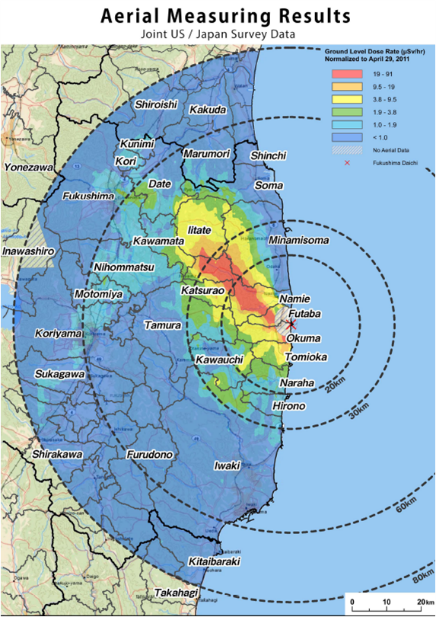 Aerial Measuring Results
Joint US / Japan Survey Data
Ground Level Dose Rate (µSv/hr)
Normalized to April 29, 2011
19 - 91
9.5 - 19
3.8 - 9.5
1.9 - 3.8
1.0 - 1.9
< 1.0
No Aerial Data
Fukushima Daiichi
Shiroishi
Kakuda
Kunimi
Kori
Marumori
Shinchi
Yonezawa
Date
Soma
Fukushima
Iitate
Kawamata
Minamisoma
Inawashiro
Nihommatsu
Katsurao
Motomiya
Namie
Futaba
Tamura
Koriyama
Okuma
Kawauchi
Tomioka
Sukagawa
Naraha
20km
Hirono
30km
Shirakawa
Furudono
Iwaki
60km
Kitaibaraki
80km
Takahagi
0 10 20km